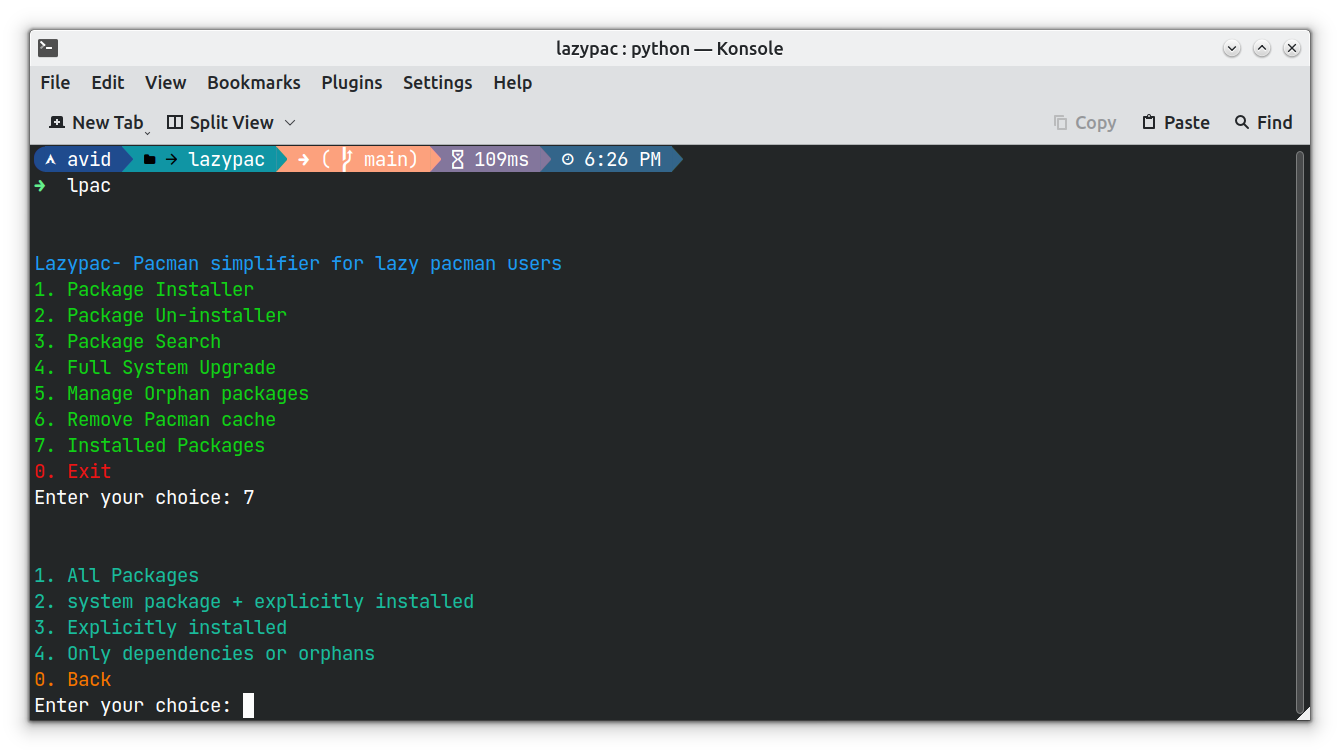 lazypac : python — Konsole
File Edit View Bookmarks Plugins Settings Help
New Tab Split View Copy Paste Find
avid → lazypac → ( main) 109ms 6:26 PM
→ lpac
Lazypac- Pacman simplifier for lazy pacman users
1. Package Installer
2. Package Un-installer
3. Package Search
4. Full System Upgrade
5. Manage Orphan packages
6. Remove Pacman cache
7. Installed Packages
0. Exit
Enter your choice: 7
1. All Packages
2. system package + explicitly installed
3. Explicitly installed
4. Only dependencies or orphans
0. Back
Enter your choice: